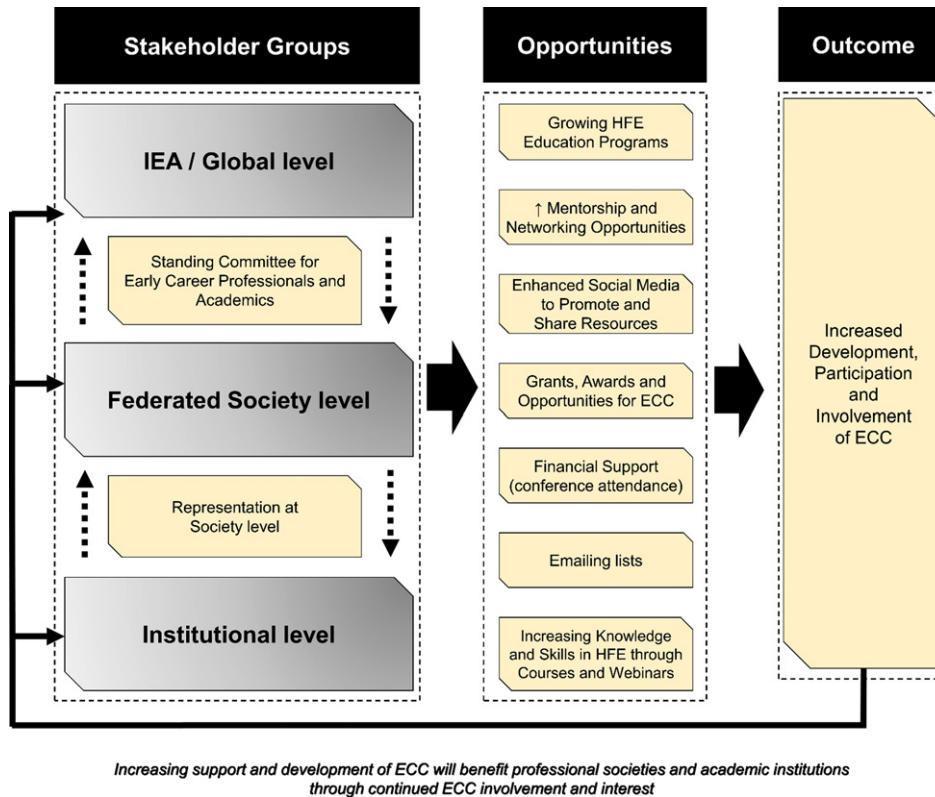 Stakeholder Groups
Opportunities
Outcome
IEA / Global level
Standing Committee for
Early Career Professionals and
Academics
Federated Society level
Representation at
Society level
Institutional level
Growing HFE
Education Programs
↑ Mentorship and
Networking Opportunities
Enhanced Social Media
to Promote and
Share Resources
Grants, Awards and
Opportunities for ECC
Financial Support
(conference attendance)
Emailing lists
Increasing Knowledge
and Skills in HFE through
Courses and Webinars
Increased
Development,
Participation
and
Involvement
of ECC
Increasing support and development of ECC will benefit professional societies and academic institutions
through continued ECC involvement and interest